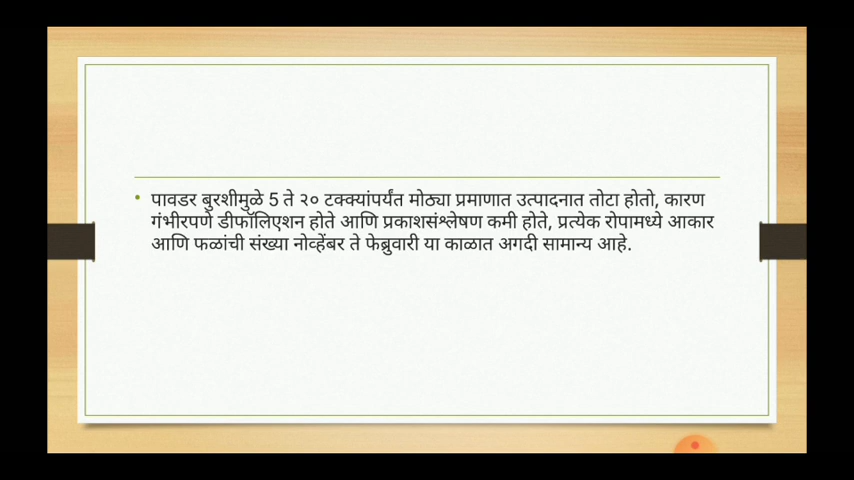 • पावडर बुरशीमुळे 5 ते २० टक्क्यांपर्यंत मोठ्या प्रमाणात उत्पादनात तोटा होतो, कारण
गंभीरपणे डीफॉलिएशन होते आणि प्रकाशसंश्लेषण कमी होते, प्रत्येक रोपामध्ये आकार
आणि फळांची संख्या नोव्हेंबर ते फेब्रुवारी या काळात अगदी सामान्य आहे.